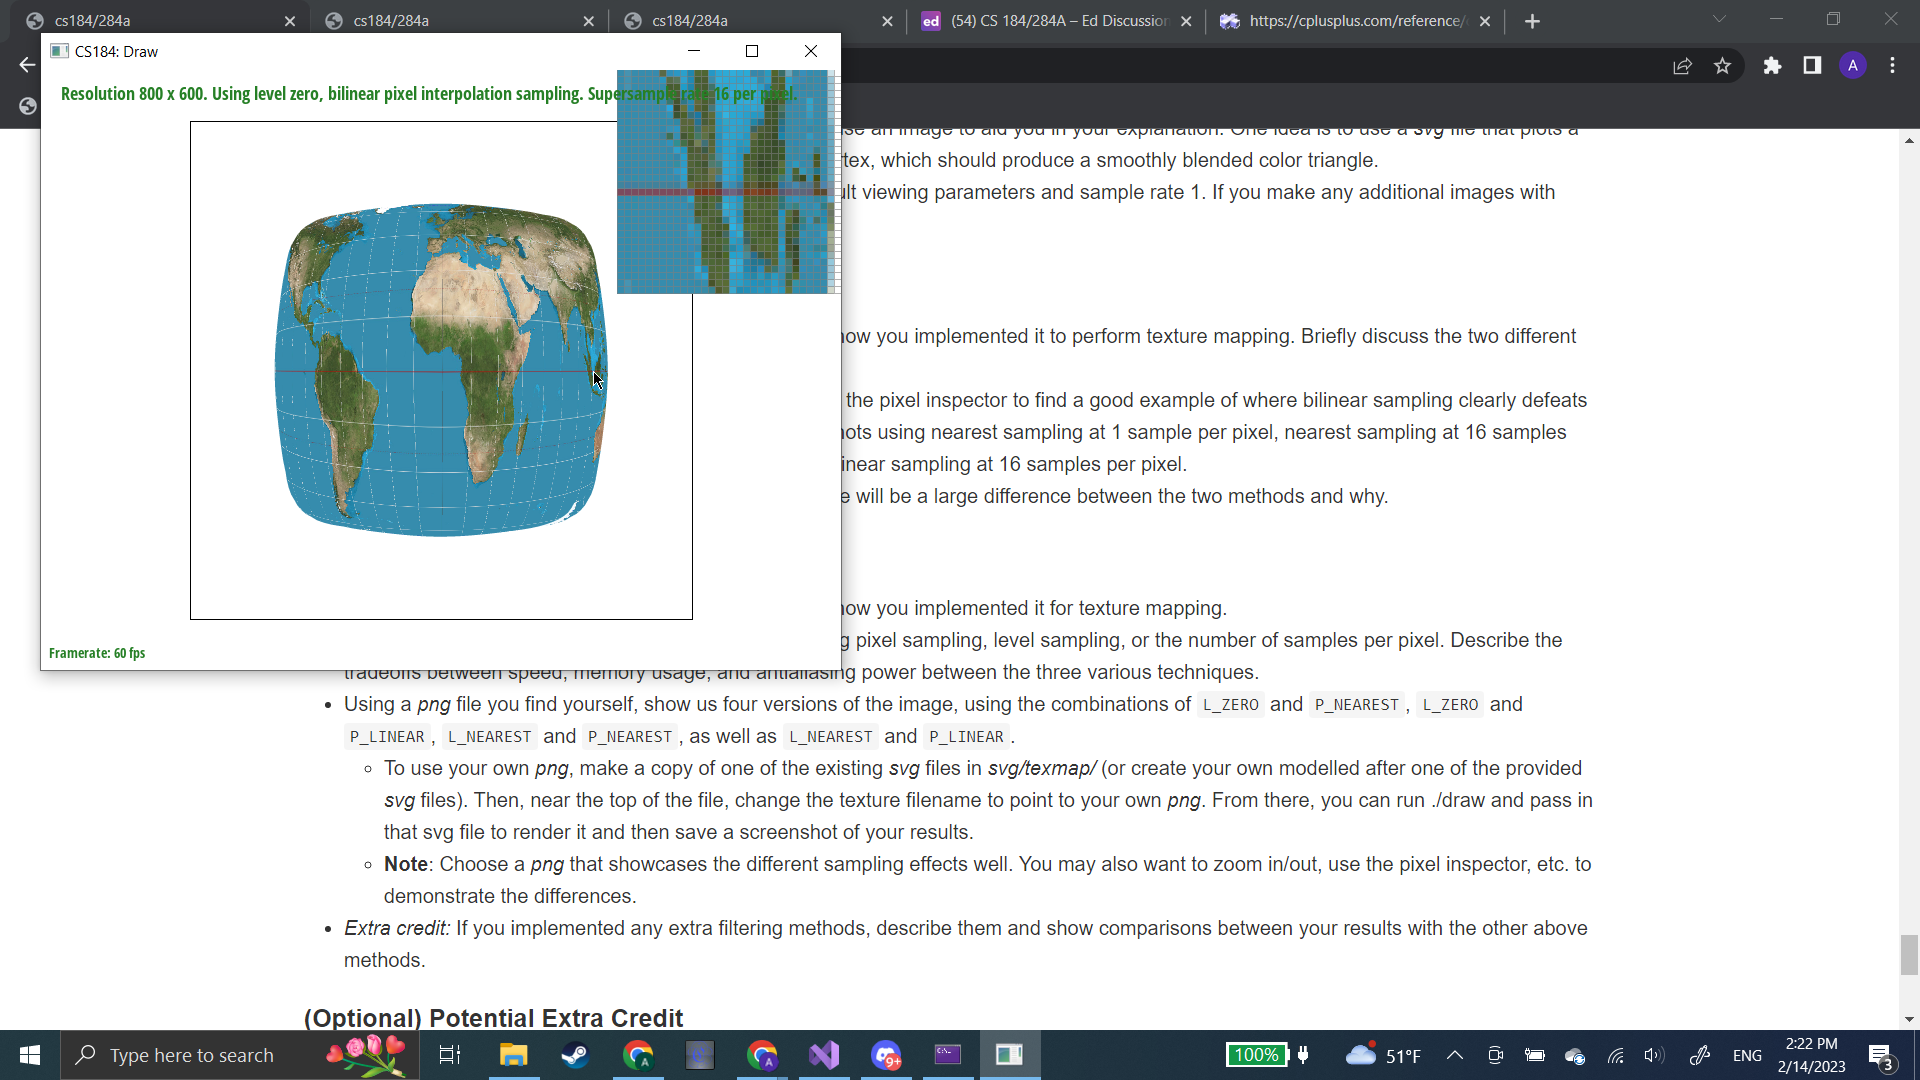 cs184/284a
cs184/284a
cs184/284a
ed
(54) CS 184/284A – Ed Discussion
https://cplusplus.com/reference/
A
CS184: Draw
Resolution 800 x 600. Using level zero, bilinear pixel interpolation sampling. Supersample rate 16 per pixel.
Framerate: 60 fps
use an image to aid you in your explanation. One idea is to use a svg file that plots a
tex, which should produce a smoothly blended color triangle.
ult viewing parameters and sample rate 1. If you make any additional images with
ow you implemented it to perform texture mapping. Briefly discuss the two different
the pixel inspector to find a good example of where bilinear sampling clearly defeats
ots using nearest sampling at 1 sample per pixel, nearest sampling at 16 samples
inear sampling at 16 samples per pixel.
e will be a large difference between the two methods and why.
ow you implemented it for texture mapping.
g pixel sampling, level sampling, or the number of samples per pixel. Describe the
tradeoffs between speed, memory usage, and antialiasing power between the three various techniques.
• Using a png file you find yourself, show us four versions of the image, using the combinations of L_ZERO and P_NEAREST, L_ZERO and
P_LINEAR, L_NEAREST and P_NEAREST, as well as L_NEAREST and P_LINEAR.
◦ To use your own png, make a copy of one of the existing svg files in svg/texmap/ (or create your own modelled after one of the provided
svg files). Then, near the top of the file, change the texture filename to point to your own png. From there, you can run ./draw and pass in
that svg file to render it and then save a screenshot of your results.
◦ Note: Choose a png that showcases the different sampling effects well. You may also want to zoom in/out, use the pixel inspector, etc. to
demonstrate the differences.
• Extra credit: If you implemented any extra filtering methods, describe them and show comparisons between your results with the other above
methods.
(Optional) Potential Extra Credit
Type here to search
9+
100%
51°F
ENG
2:22 PM
2/14/2023
3